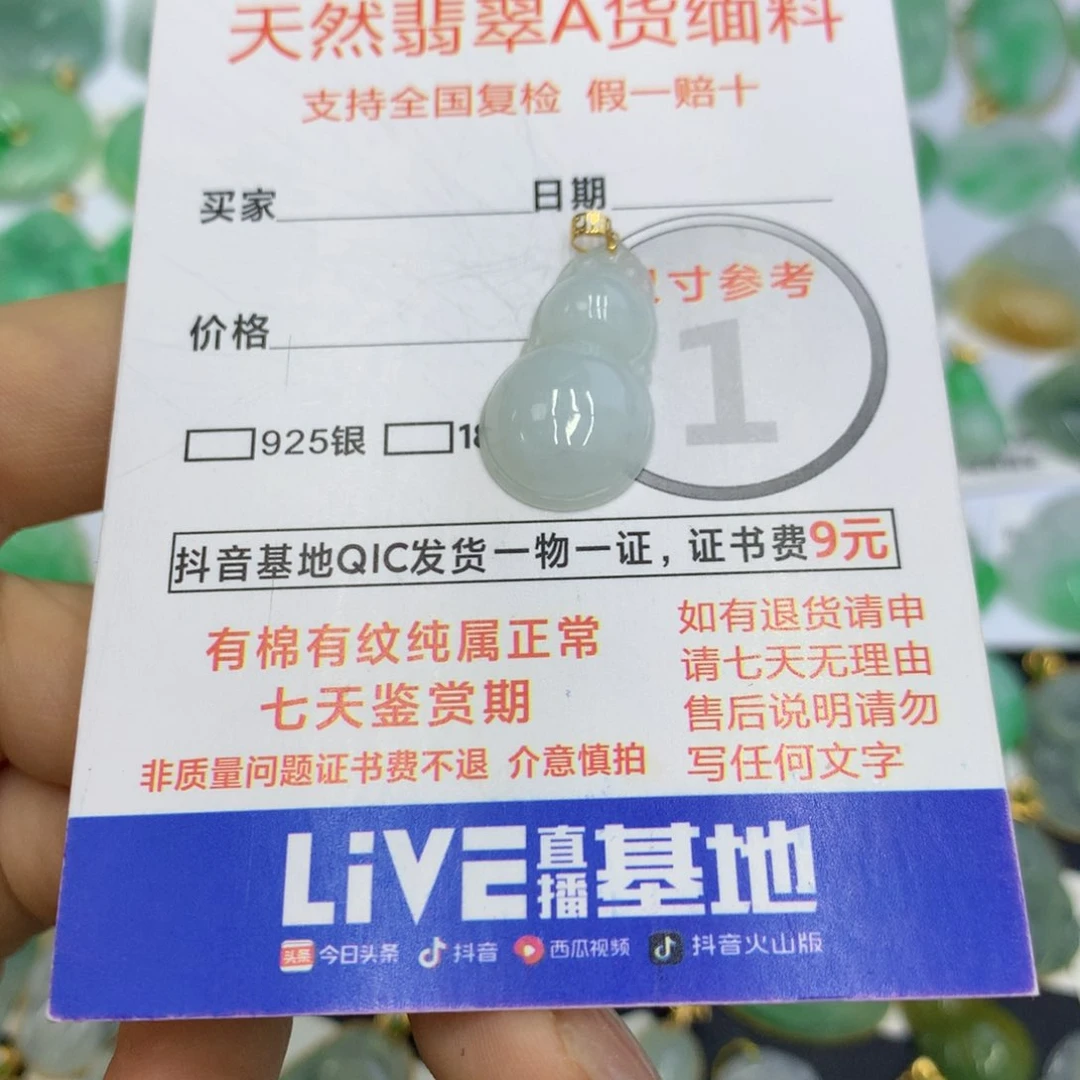 天然翡翠A货缅料
支持全国复检 假一赔十
买家 日期
寸参考
1
价格
925银 18
抖音基地QIC发货一物一证，证书费9元
有棉有纹纯属正常
七天鉴赏期
非质量问题证书费不退 介意慎拍
如有退货请申
请七天无理由
售后说明请勿
写任何文字
LiVE直播基地
头条 今日头条 抖音 西瓜视频 抖音火山版